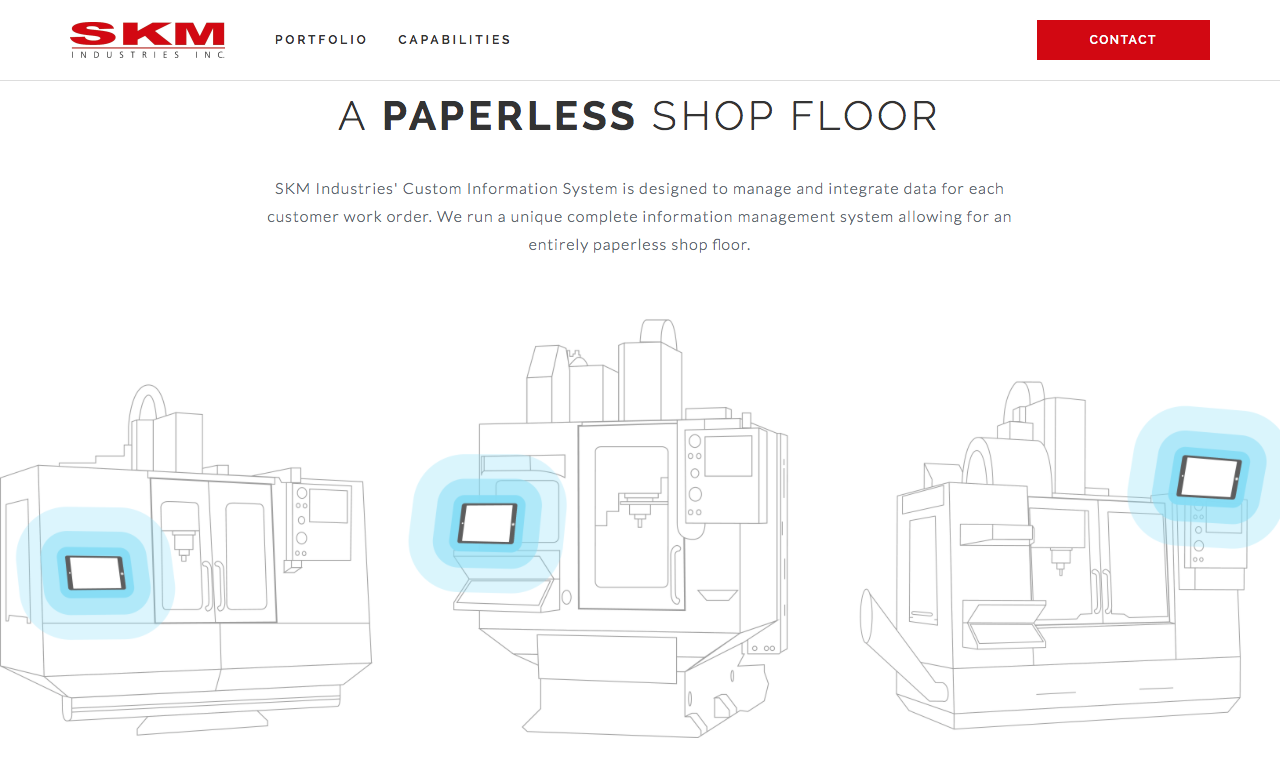 SKM
INDUSTRIES INC.
PORTFOLIO
CAPABILITIES
CONTACT
A PAPERLESS SHOP FLOOR
SKM Industries' Custom Information System is designed to manage and integrate data for each
customer work order. We run a unique complete information management system allowing for an
entirely paperless shop floor.